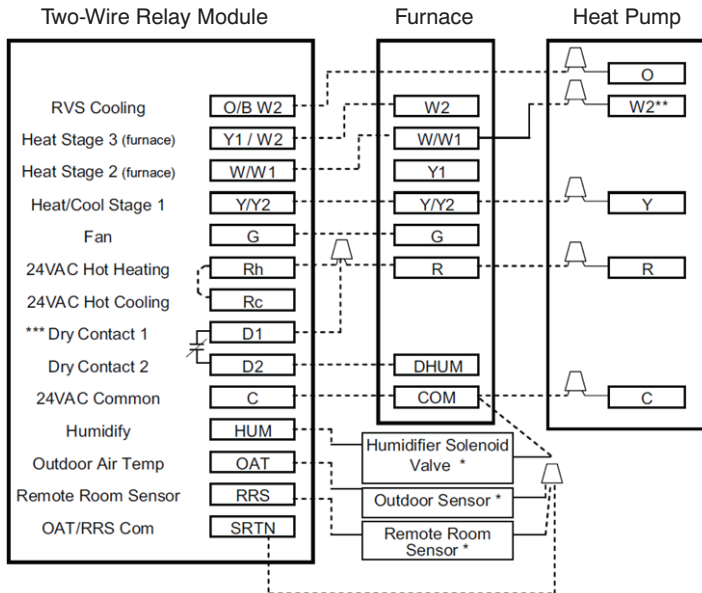 Two-Wire Relay Module Furnace Heat Pump
O
RVS Cooling O/B W2 W2 W2**
Heat Stage 3 (furnace) Y1 / W2 W/W1
Heat Stage 2 (furnace) W/W1 Y1
Heat/Cool Stage 1 Y/Y2 Y/Y2 Y
Fan G G
24VAC Hot Heating Rh R R
24VAC Hot Cooling Rc
*** Dry Contact 1 D1
Dry Contact 2 D2 DHUM
24VAC Common C COM C
Humidify HUM
Humidifier Solenoid
Valve *
Outdoor Air Temp OAT
Outdoor Sensor *
Remote Room Sensor RRS
Remote Room
Sensor *
OAT/RRS Com SRTN